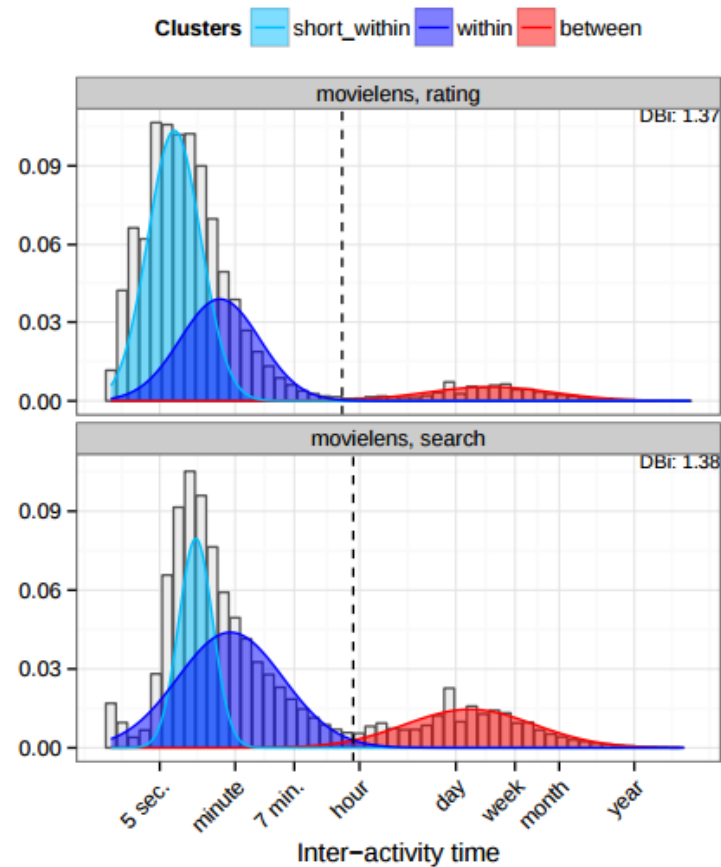 Clusters short_within within between
movielens, rating
DBi: 1.37
0.09
0.06
0.03
0.00
movielens, search
DBi: 1.38
0.09
0.06
0.03
0.00
5 sec. minute 7 min. hour day week month year
Inter−activity time